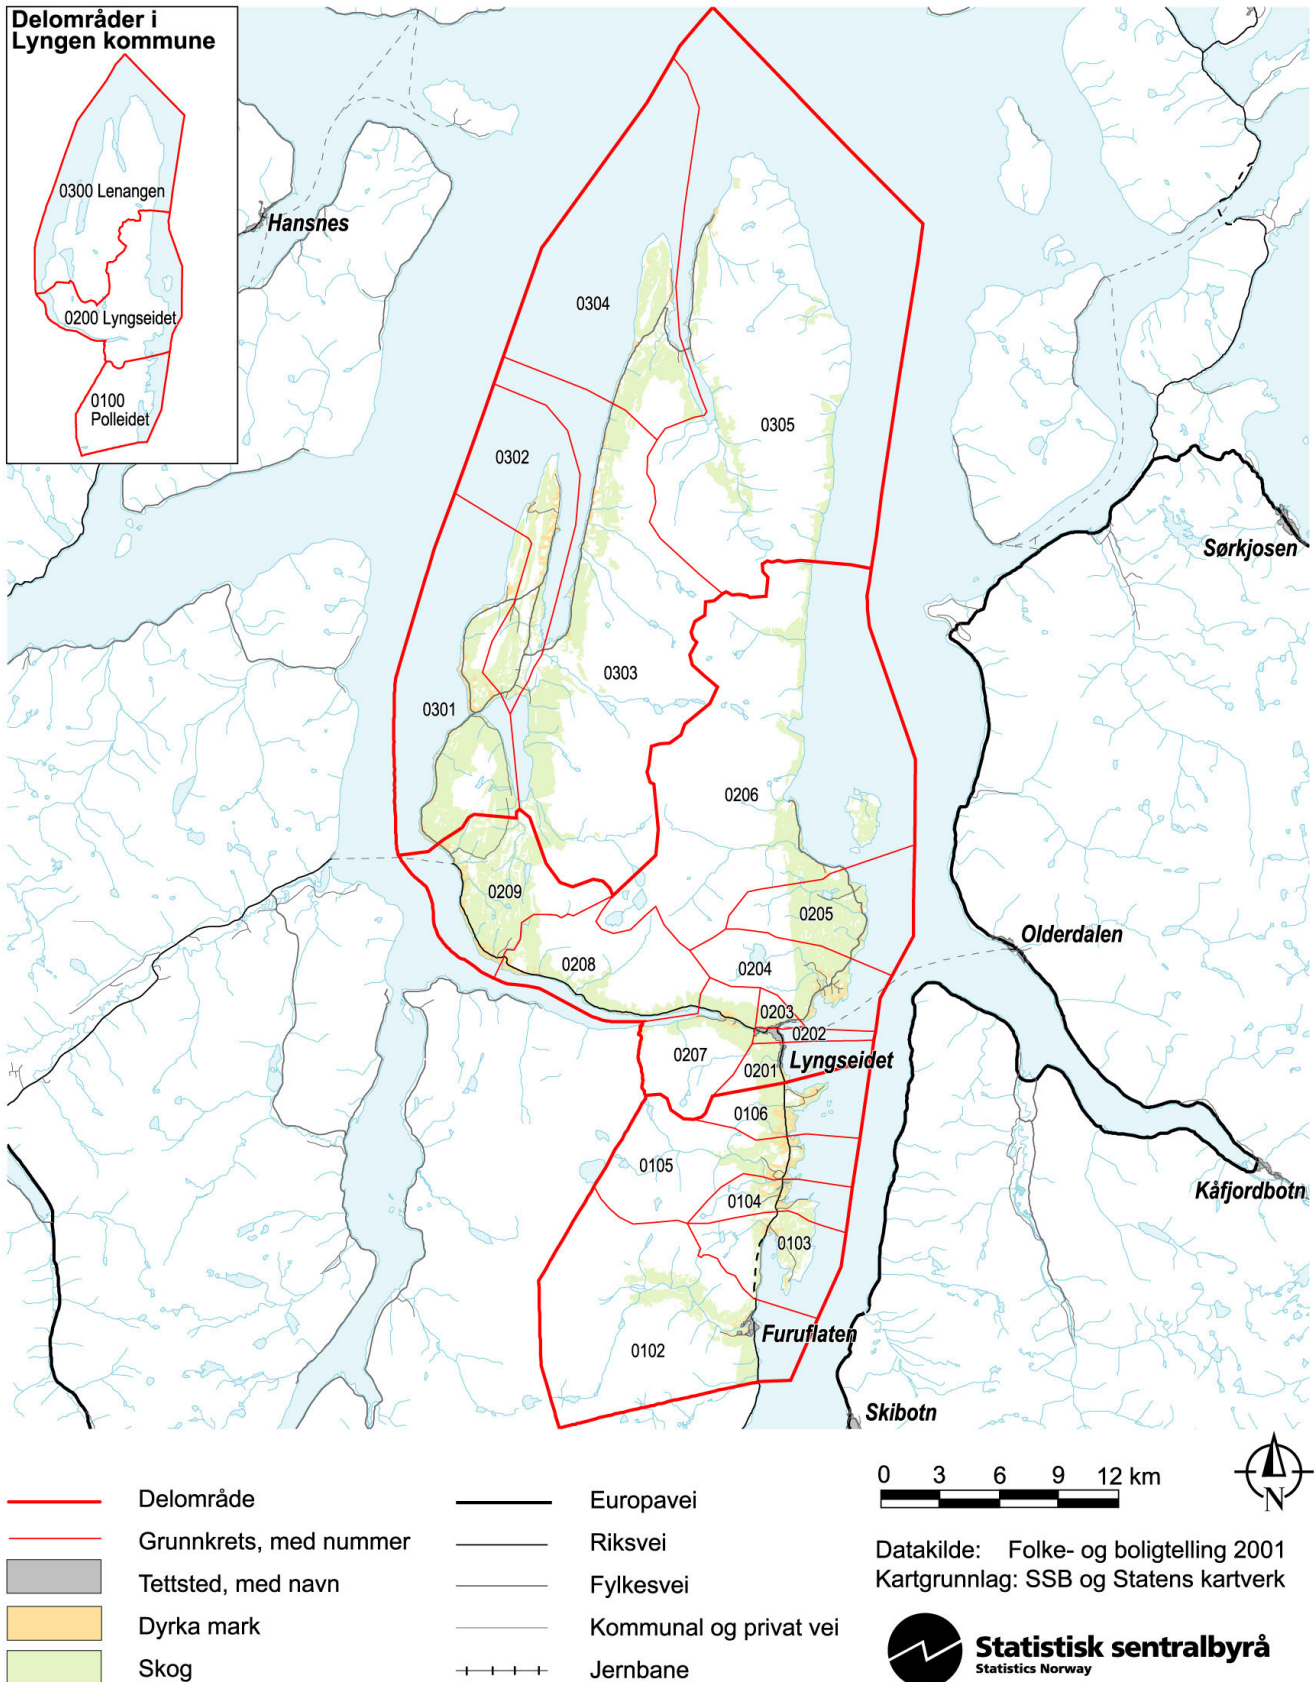 Delområder i
Lyngen kommune
0300 Lenangen
0200 Lyngseidet
0100
Polleidet
Hansnes
0304
0305
0302
Sørkjosen
0303
0301
0206
0209
0205
Olderdalen
0208
0204
0203
0202
0207
Lyngseidet
0201
0106
0105
Kåfjordbotn
0104
0103
Furuflaten
0102
Skibotn
Delområde
Grunnkrets, med nummer
Tettsted, med navn
Dyrka mark
Skog
Europavei
Riksvei
Fylkesvei
Kommunal og privat vei
Jernbane
0 3 6 9 12 km
N
Datakilde: Folke- og boligtelling 2001
Kartgrunnlag: SSB og Statens kartverk
Statistisk sentralbyrå
Statistics Norway